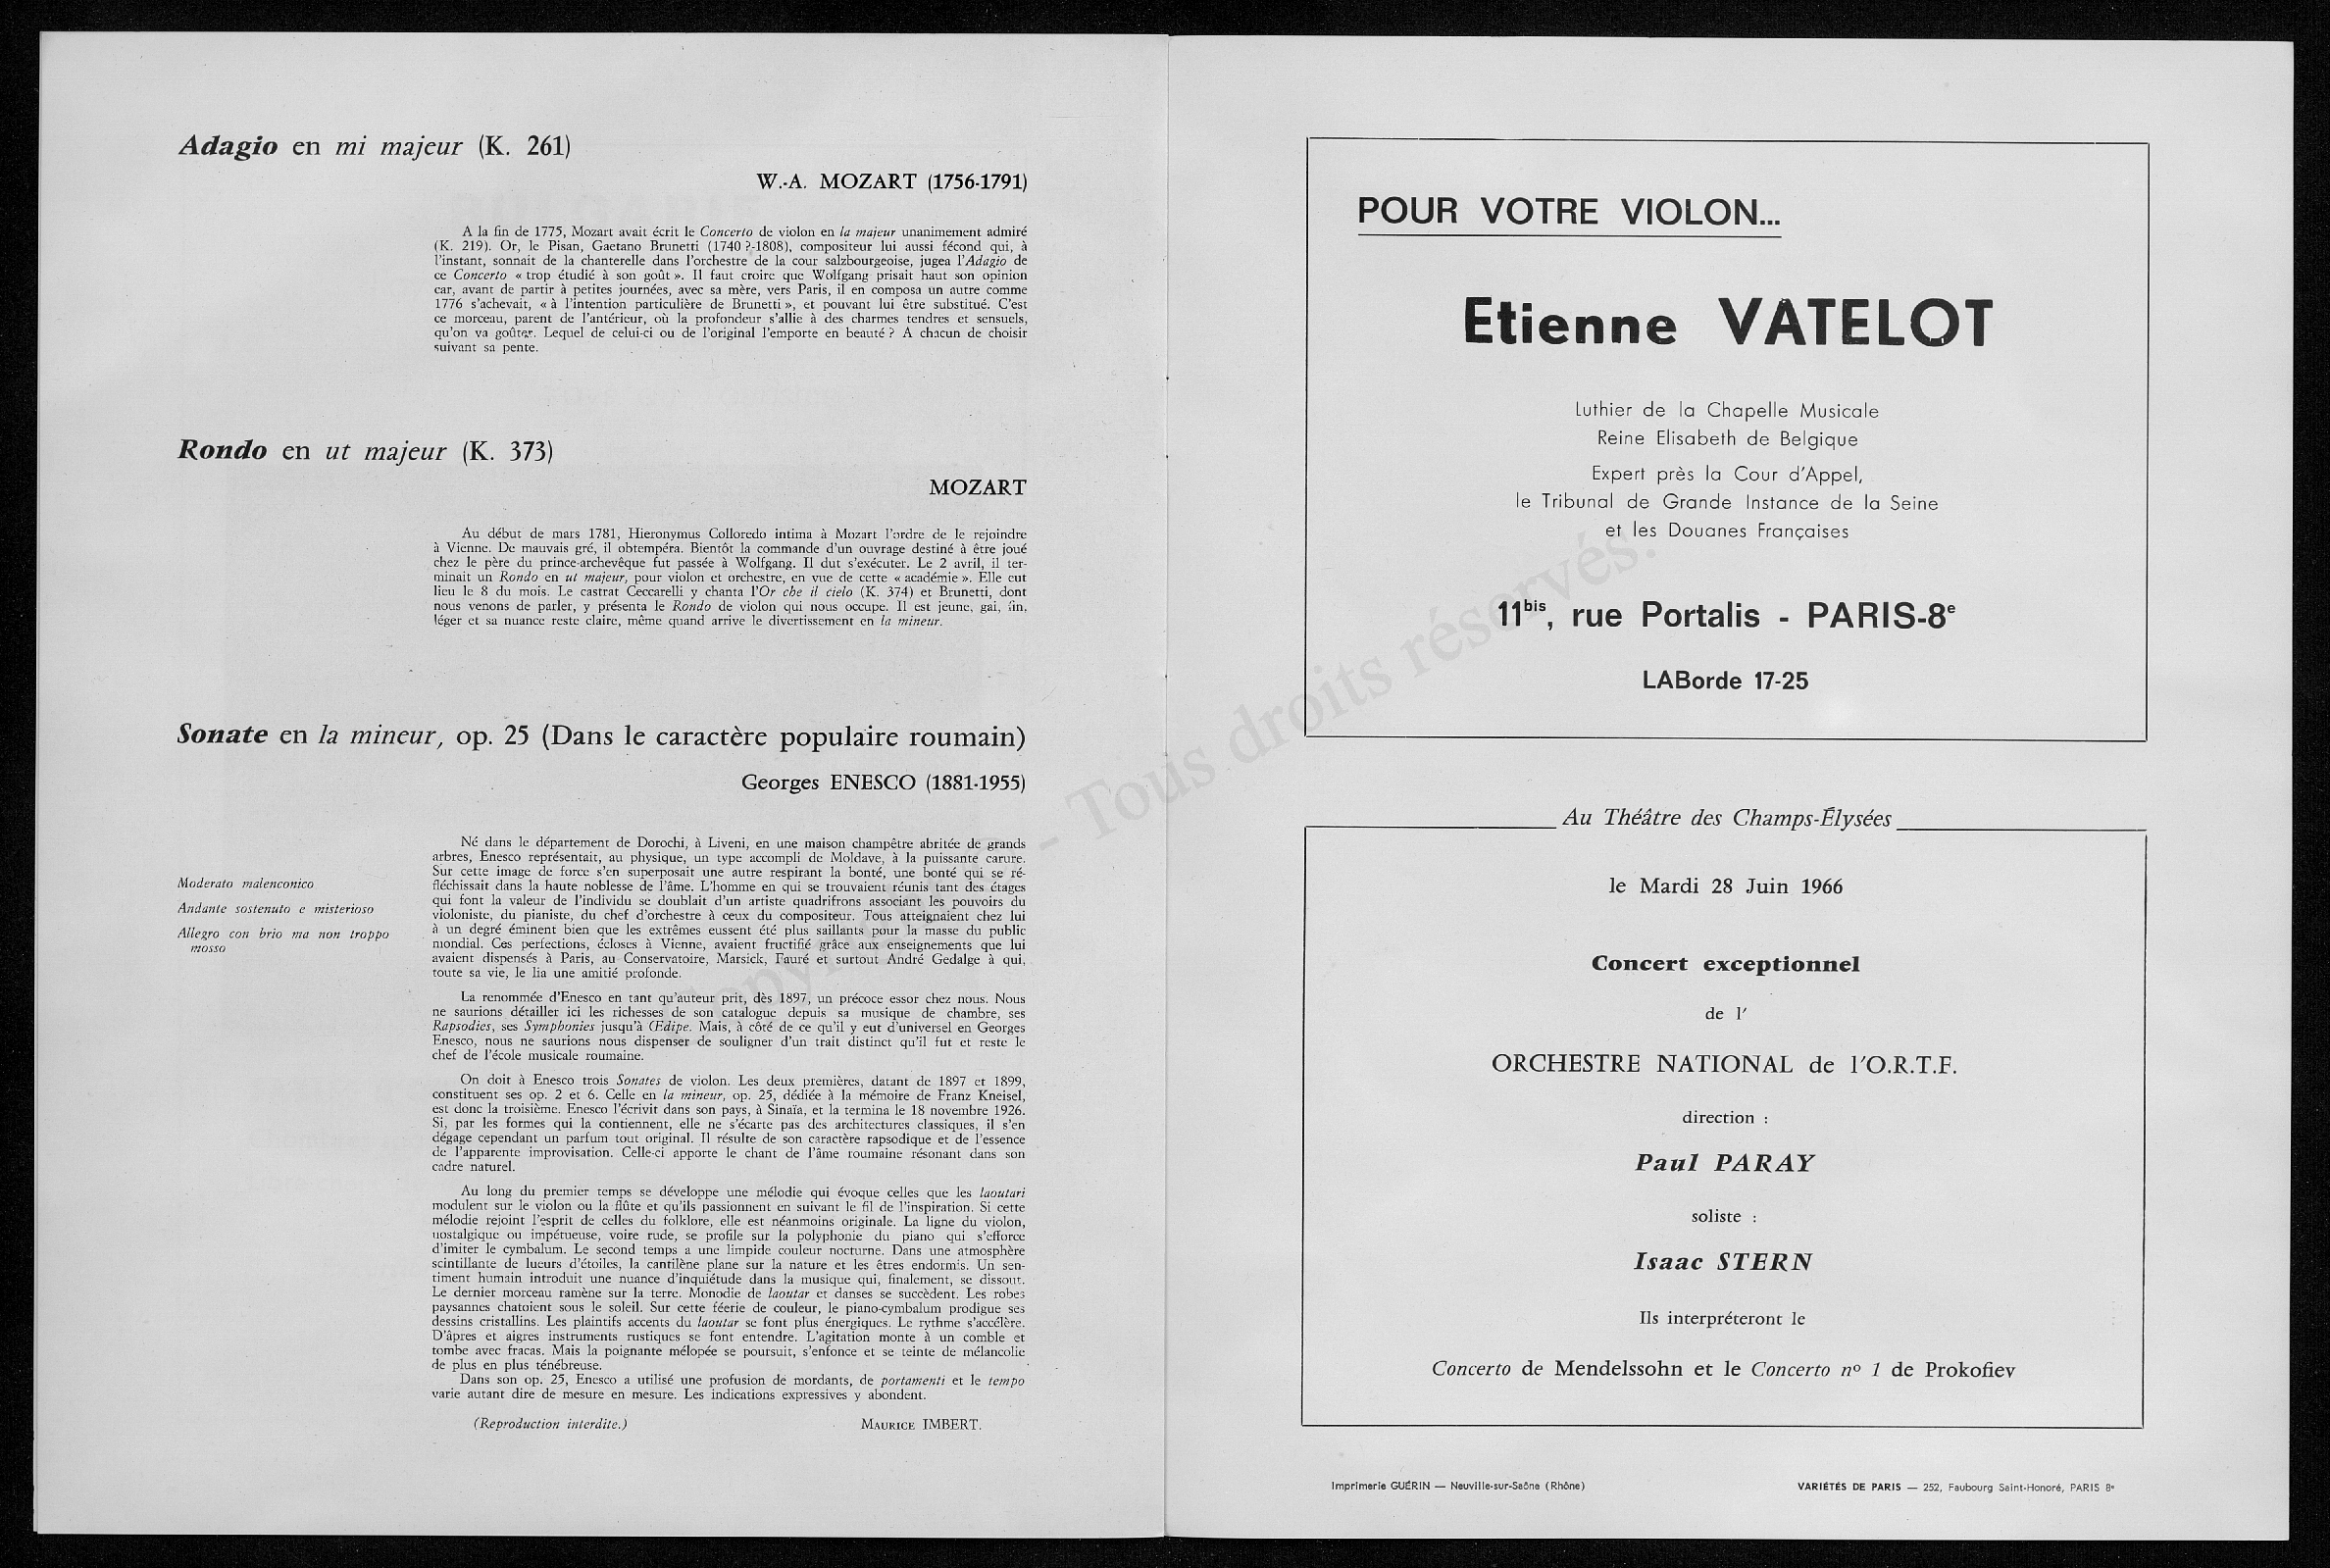 Adagio en mi majeur (K. 261)
W.-A. MOZART (1756-1791)
A la fin de 1775, Mozart avait écrit le Concerto de violon en la majeur unanimement admiré
(K. 219). Or, le Pisan, Gaetano Brunetti (1740 ?-1808), compositeur lui aussi fécond qui, à
l'instant, sonnait de la chanterelle dans l'orchestre de la cour salzbourgeoise, jugea l'Adagio de
ce Concerto « trop étudié à son goût ». Il faut croire que Wolfgang prisait haut son opinion
car, avant de partir à petites journées, avec sa mère, vers Paris, il en composa un autre comme
1776 s'achevait, « à l'intention particulière de Brunetti », et pouvant lui être substitué. C'est
ce morceau, parent de l'antérieur, où la profondeur s'allie à des charmes tendres et sensuels,
qu'on va goûter. Lequel de celui-ci ou de l'original l'emporte en beauté ? A chacun de choisir
suivant sa pente.
Rondo en ut majeur (K. 373)
MOZART
Au début de mars 1781, Hieronymus Colloredo intima à Mozart l'ordre de le rejoindre
à Vienne. De mauvais gré, il obtempéra. Bientôt la commande d'un ouvrage destiné à être joué
chez le père du prince-archevêque fut passée à Wolfgang. Il dut s'exécuter. Le 2 avril, il ter-
minait un Rondo en ut majeur, pour violon et orchestre, en vue de cette « académie ». Elle eut
lieu le 8 du mois. Le castrat Ceccarelli y chanta l'Or che il cielo (K. 374) et Brunetti, dont
nous venons de parler, y présenta le Rondo de violon qui nous occupe. Il est jeune, gai, fin,
léger et sa nuance reste claire, même quand arrive le divertissement en la mineur.
Sonate en la mineur, op. 25 (Dans le caractère populaire roumain)
Georges ENESCO (1881-1955)
Moderato malenconico
Andante sostenuto e misterioso
Allegro con brio ma non troppo
mosso
Né dans le département de Dorochi, à Liveni, en une maison champêtre abritée de grands
arbres, Enesco représentait, au physique, un type accompli de Moldave, à la puissante carure.
Sur cette image de force s'en superposait une autre respirant la bonté, une bonté qui se ré-
fléchissait dans la haute noblesse de l'âme. L'homme en qui se trouvaient réunis tant des étages
qui font la valeur de l'individu se doublait d'un artiste quadrifrons associant les pouvoirs du
violoniste, du pianiste, du chef d'orchestre à ceux du compositeur. Tous atteignaient chez lui
à un degré éminent bien que les extrêmes eussent été plus saillants pour la masse du public
mondial. Ces perfections, écloses à Vienne, avaient fructifié grâce aux enseignements que lui
avaient dispensés à Paris, au Conservatoire, Marsick, Fauré et surtout André Gedalge à qui,
toute sa vie, le lia une amitié profonde.
La renommée d'Enesco en tant qu'auteur prit, dès 1897, un précoce essor chez nous. Nous
ne saurions détailler ici les richesses de son catalogue depuis sa musique de chambre, ses
Rapsodies, ses Symphonies jusqu'à Œdipe. Mais, à côté de ce qu'il y eut d'universel en Georges
Enesco, nous ne saurions nous dispenser de souligner d'un trait distinct qu'il fut et reste le
chef de l'école musicale roumaine.
On doit à Enesco trois Sonates de violon. Les deux premières, datant de 1897 et 1899,
constituent ses op. 2 et 6. Celle en la mineur, op. 25, dédiée à la mémoire de Franz Kneisel,
est donc la troisième. Enesco l'écrivit dans son pays, à Sinaïa, et la termina le 18 novembre 1926.
Si, par les formes qui la contiennent, elle ne s'écarte pas des architectures classiques, il s'en
dégage cependant un parfum tout original. Il résulte de son caractère rapsodique et de l'essence
de l'apparente improvisation. Celle-ci apporte le chant de l'âme roumaine résonant dans son
cadre naturel.
Au long du premier temps se développe une mélodie qui évoque celles que les laoutari
modulent sur le violon ou la flûte et qu'ils passionnent en suivant le fil de l'inspiration. Si cette
mélodie rejoint l'esprit de celles du folklore, elle est néanmoins originale. La ligne du violon,
nostalgique ou impétueuse, voire rude, se profile sur la polyphonie du piano qui s'efforce
d'imiter le cymbalum. Le second temps a une limpide couleur nocturne. Dans une atmosphère
scintillante de lueurs d'étoiles, la cantilène plane sur la nature et les êtres endormis. Un sen-
timent humain introduit une nuance d'inquiétude dans la musique qui, finalement, se dissout.
Le dernier morceau ramène sur la terre. Monodie de laoutar et danses se succèdent. Les robes
paysannes chatoient sous le soleil. Sur cette féerie de couleur, le piano-cymbalum prodigue ses
dessins cristallins. Les plaintifs accents du laoutar se font plus énergiques. Le rythme s'accélère.
D'âpres et aigres instruments rustiques se font entendre. L'agitation monte à un comble et
tombe avec fracas. Mais la poignante mélopée se poursuit, s'enfonce et se teinte de mélancolie
de plus en plus ténébreuse.
Dans son op. 25, Enesco a utilisé une profusion de mordants, de portamenti et le tempo
varie autant dire de mesure en mesure. Les indications expressives y abondent.
(Reproduction interdite.) MAURICE IMBERT.
POUR VOTRE VIOLON...
Etienne VATELOT
Luthier de la Chapelle Musicale
Reine Elisabeth de Belgique
Expert près la Cour d'Appel,
le Tribunal de Grande Instance de la Seine
et les Douanes Françaises
11bis, rue Portalis - PARIS-8e
LABorde 17-25
Au Théâtre des Champs-Élysées
le Mardi 28 Juin 1966
Concert exceptionnel
de l'
ORCHESTRE NATIONAL de l'O.R.T.F.
direction :
Paul PARAY
soliste :
Isaac STERN
Ils interpréteront le
Concerto de Mendelssohn et le Concerto no 1 de Prokofiev
Imprimerie GUÉRIN — Neuville-sur-Saône (Rhône)
VARIÉTÉS DE PARIS — 252, Faubourg Saint-Honoré, PARIS 8e
- Tous droits réservés.